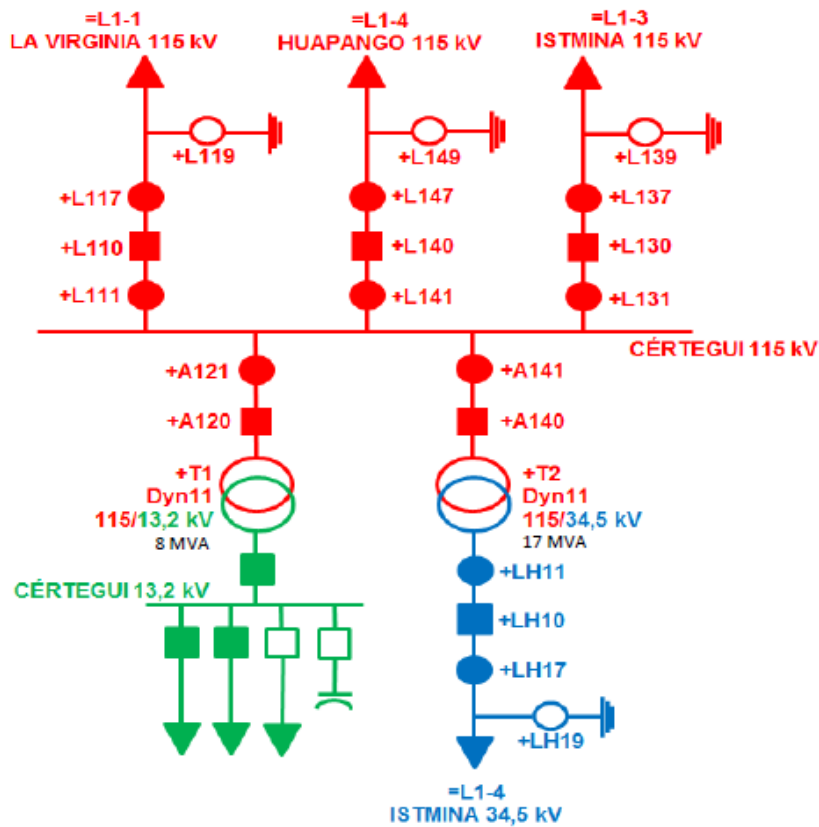 =L1-1
LA VIRGINIA 115 kV
=L1-4
HUAPANGO 115 kV
=L1-3
ISTMINA 115 kV
+L119
+L149
+L139
+L117
+L147
+L137
+L110
+L140
+L130
+L111
+L141
+L131
CÉRTEGUI 115 kV
+A121
+A141
+A120
+A140
+T1
Dyn11
115/13,2 kV
8 MVA
+T2
Dyn11
115/34,5 kV
17 MVA
+LH11
CÉRTEGUI 13,2 kV
+LH10
+LH17
+LH19
=L1-4
ISTMINA 34,5 kV